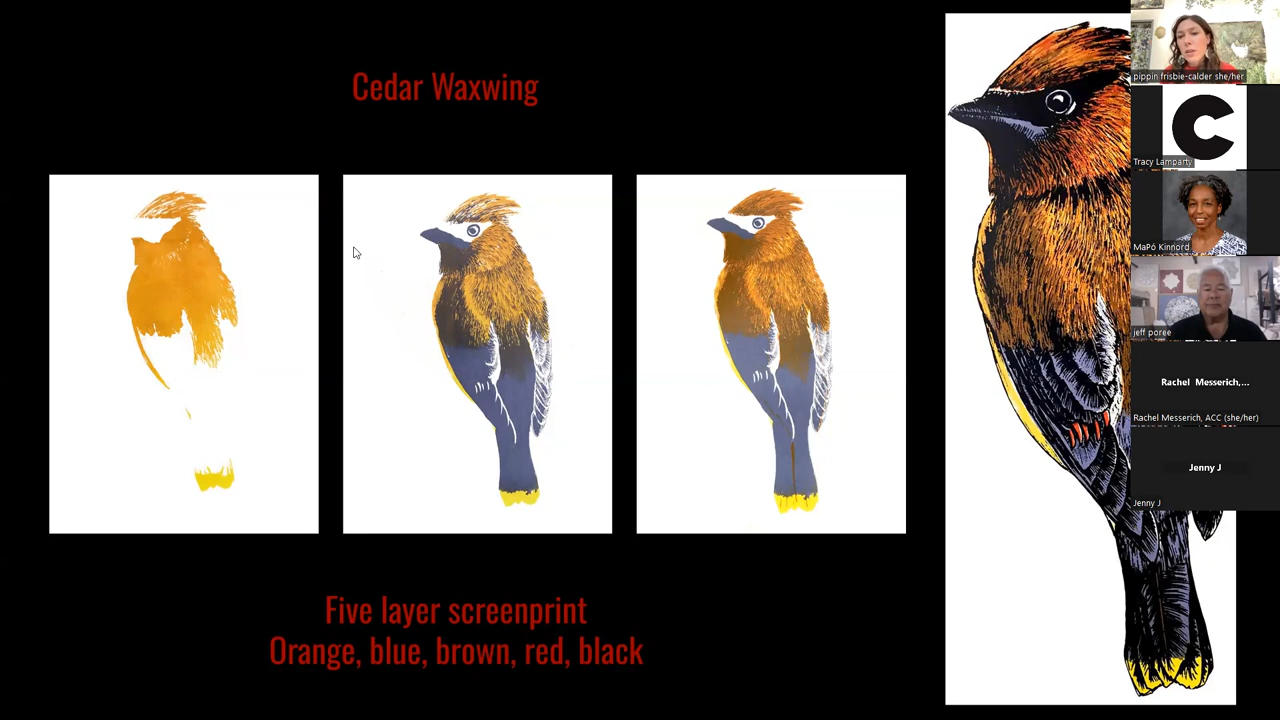 Cedar Waxwing
Five layer screenprint
Orange, blue, brown, red, black
pippin frisbie-calder she/her
C
Tracy Lamparty
MaPó Kinnord
jeff poree
Rachel Messerich,...
Rachel Messerich, ACC (she/her)
Jenny J
Jenny J